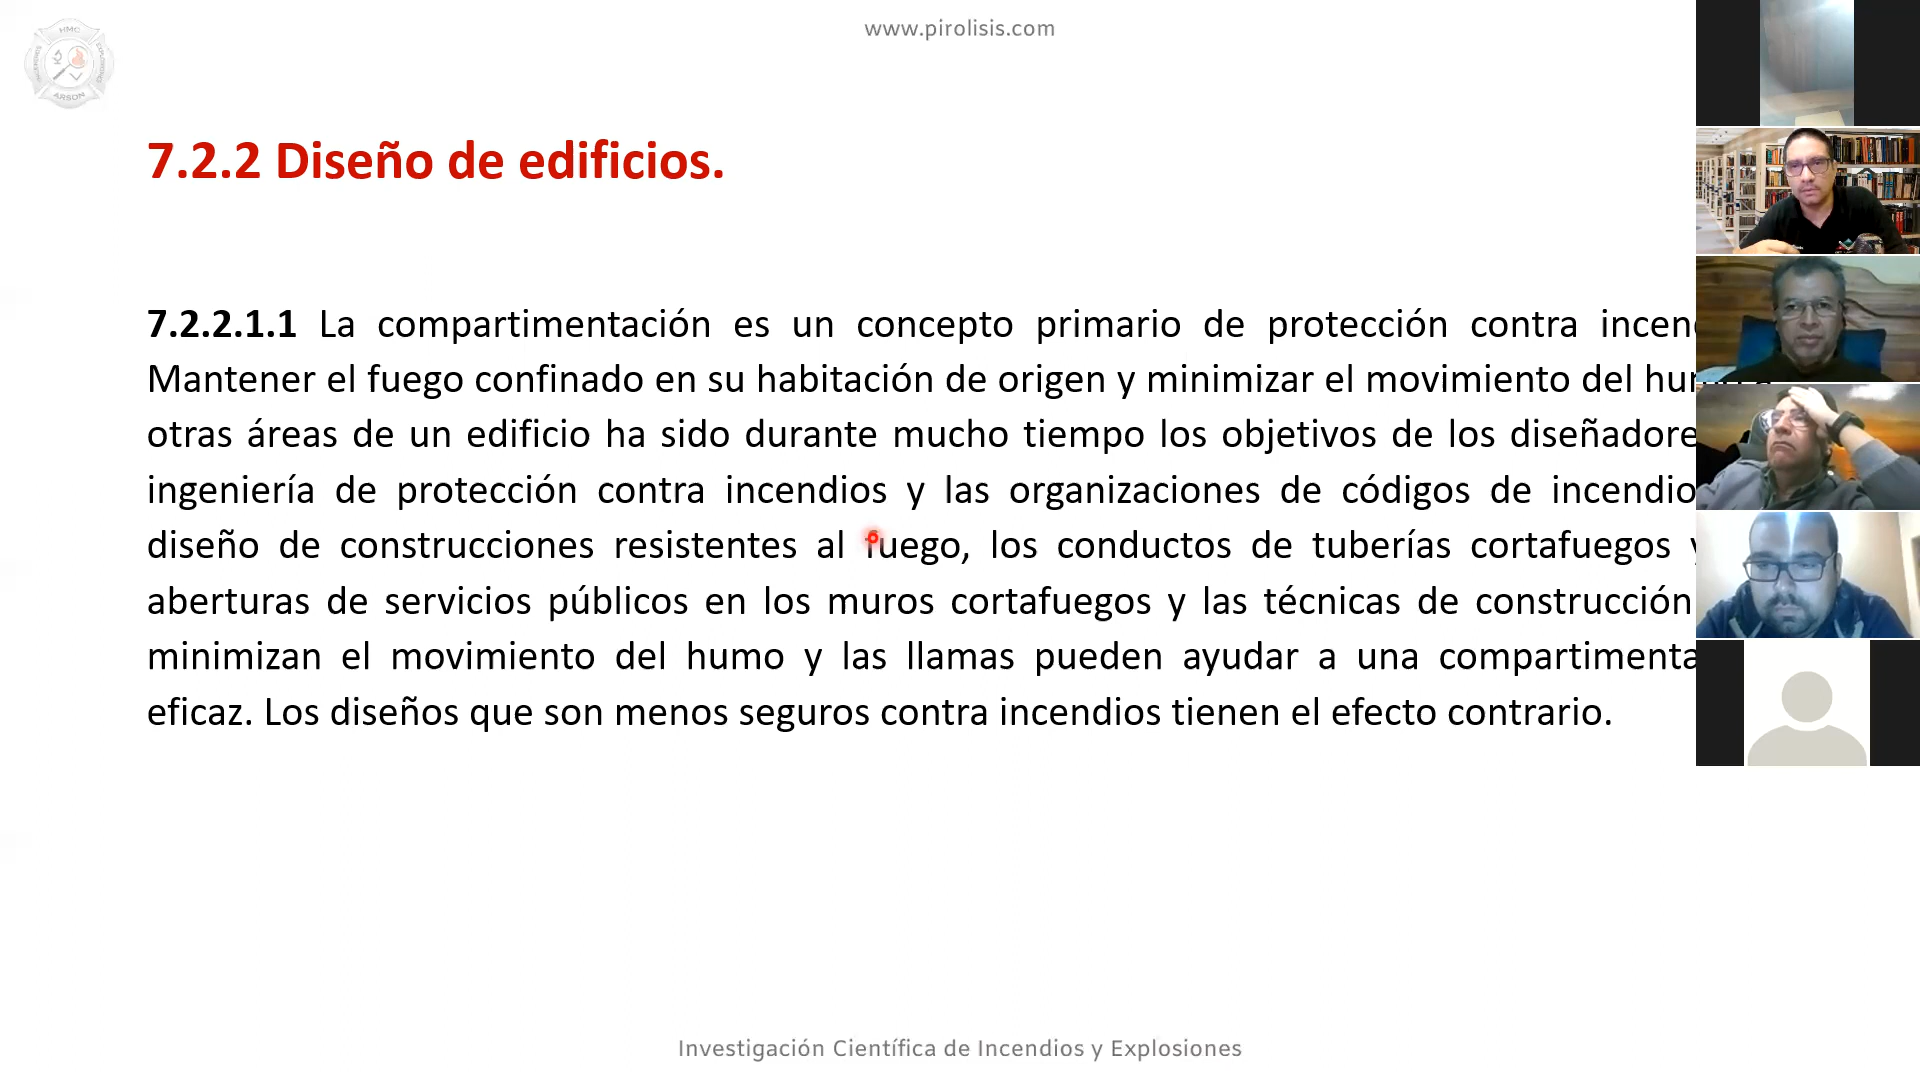 www.pirolisis.com
HMC
ARSON
7.2.2 Diseño de edificios.
7.2.2.1.1 La compartimentación es un concepto primario de protección contra
Mantener el fuego confinado en su habitación de origen y minimizar el movimiento del
otras áreas de un edificio ha sido durante mucho tiempo los objetivos de los
ingeniería de protección contra incendios y las organizaciones de códigos de
diseño de construcciones resistentes al fuego, los conductos de tuberías cortafuegos
aberturas de servicios públicos en los muros cortafuegos y las técnicas de construcción
minimizan el movimiento del humo y las llamas pueden ayudar a una
eficaz. Los diseños que son menos seguros contra incendios tienen el efecto contrario.
Investigación Científica de Incendios y Explosiones